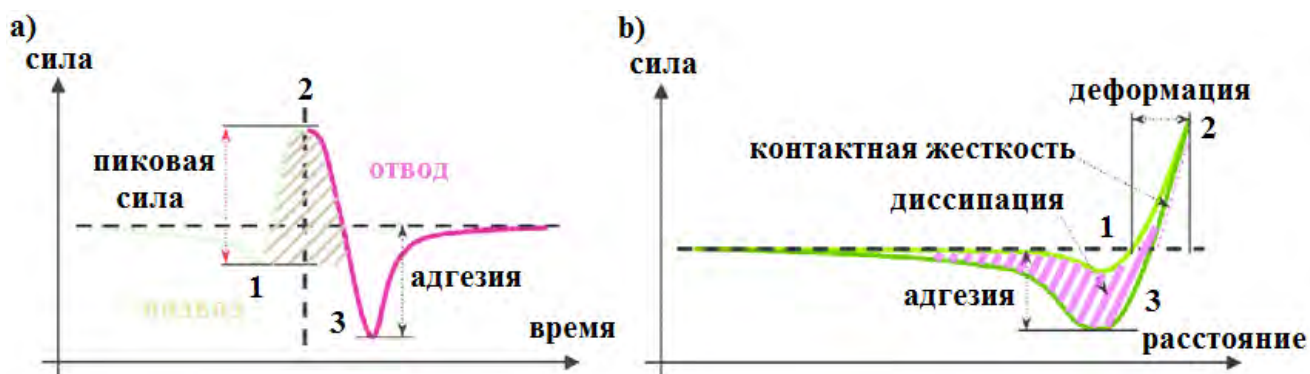 a)
сила
2
пиковая
сила
отвод
1
подвод
3
адгезия
время
b)
сила
деформация
2
контактная жесткость
диссипация
1
адгезия
3
расстояние